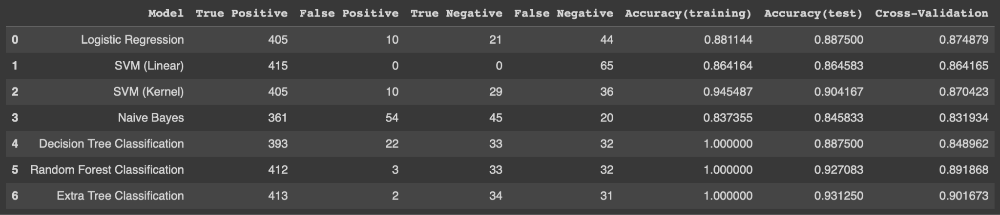 Model True Positive False Positive True Negative False Negative Accuracy(training) Accuracy(test) Cross-Validation
0 Logistic Regression 405 10 21 44 0.881144 0.887500 0.874879
1 SVM (Linear) 415 0 0 65 0.864164 0.864583 0.864165
2 SVM (Kernel) 405 10 29 36 0.945487 0.904167 0.870423
3 Naive Bayes 361 54 45 20 0.837355 0.845833 0.831934
4 Decision Tree Classification 393 22 33 32 1.000000 0.887500 0.848962
5 Random Forest Classification 412 3 33 32 1.000000 0.927083 0.891868
6 Extra Tree Classification 413 2 34 31 1.000000 0.931250 0.901673